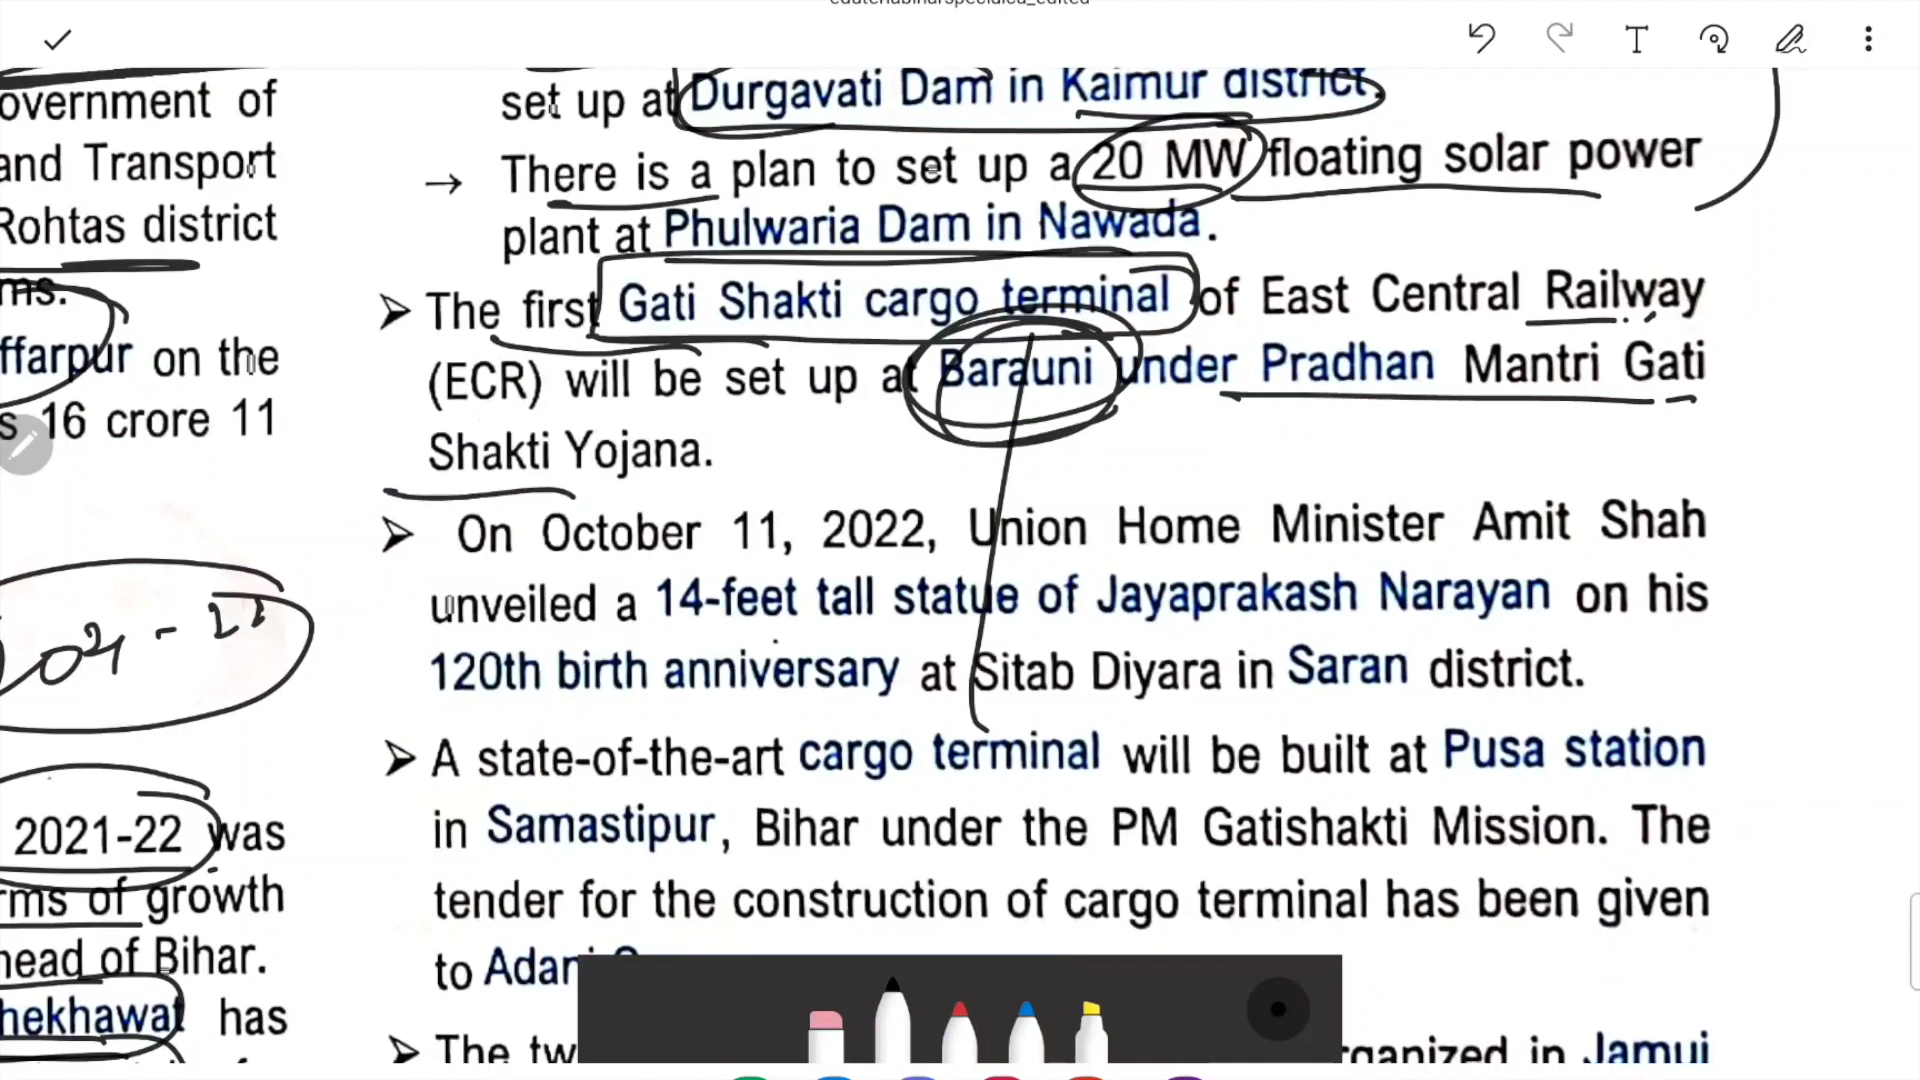 overnment of
and Transport
Rohtas district
ms.
ffarpur on the
s 16 crore 11
2021-22 was
rms of growth
head of Bihar.
hekhawat has
set up at Durgavati Dam in Kaimur district.
→ There is a plan to set up a 20 MW floating solar power
plant at Phulwaria Dam in Nawada.
➢ The first Gati Shakti cargo terminal of East Central Railway
(ECR) will be set up at Barauni under Pradhan Mantri Gati
Shakti Yojana.
➢ On October 11, 2022, Union Home Minister Amit Shah
unveiled a 14-feet tall statue of Jayaprakash Narayan on his
120th birth anniversary at Sitab Diyara in Saran district.
➢ A state-of-the-art cargo terminal will be built at Pusa station
in Samastipur, Bihar under the PM Gatishakti Mission. The
tender for the construction of cargo terminal has been given
to Adani
➢ The tw rganized in Jamui